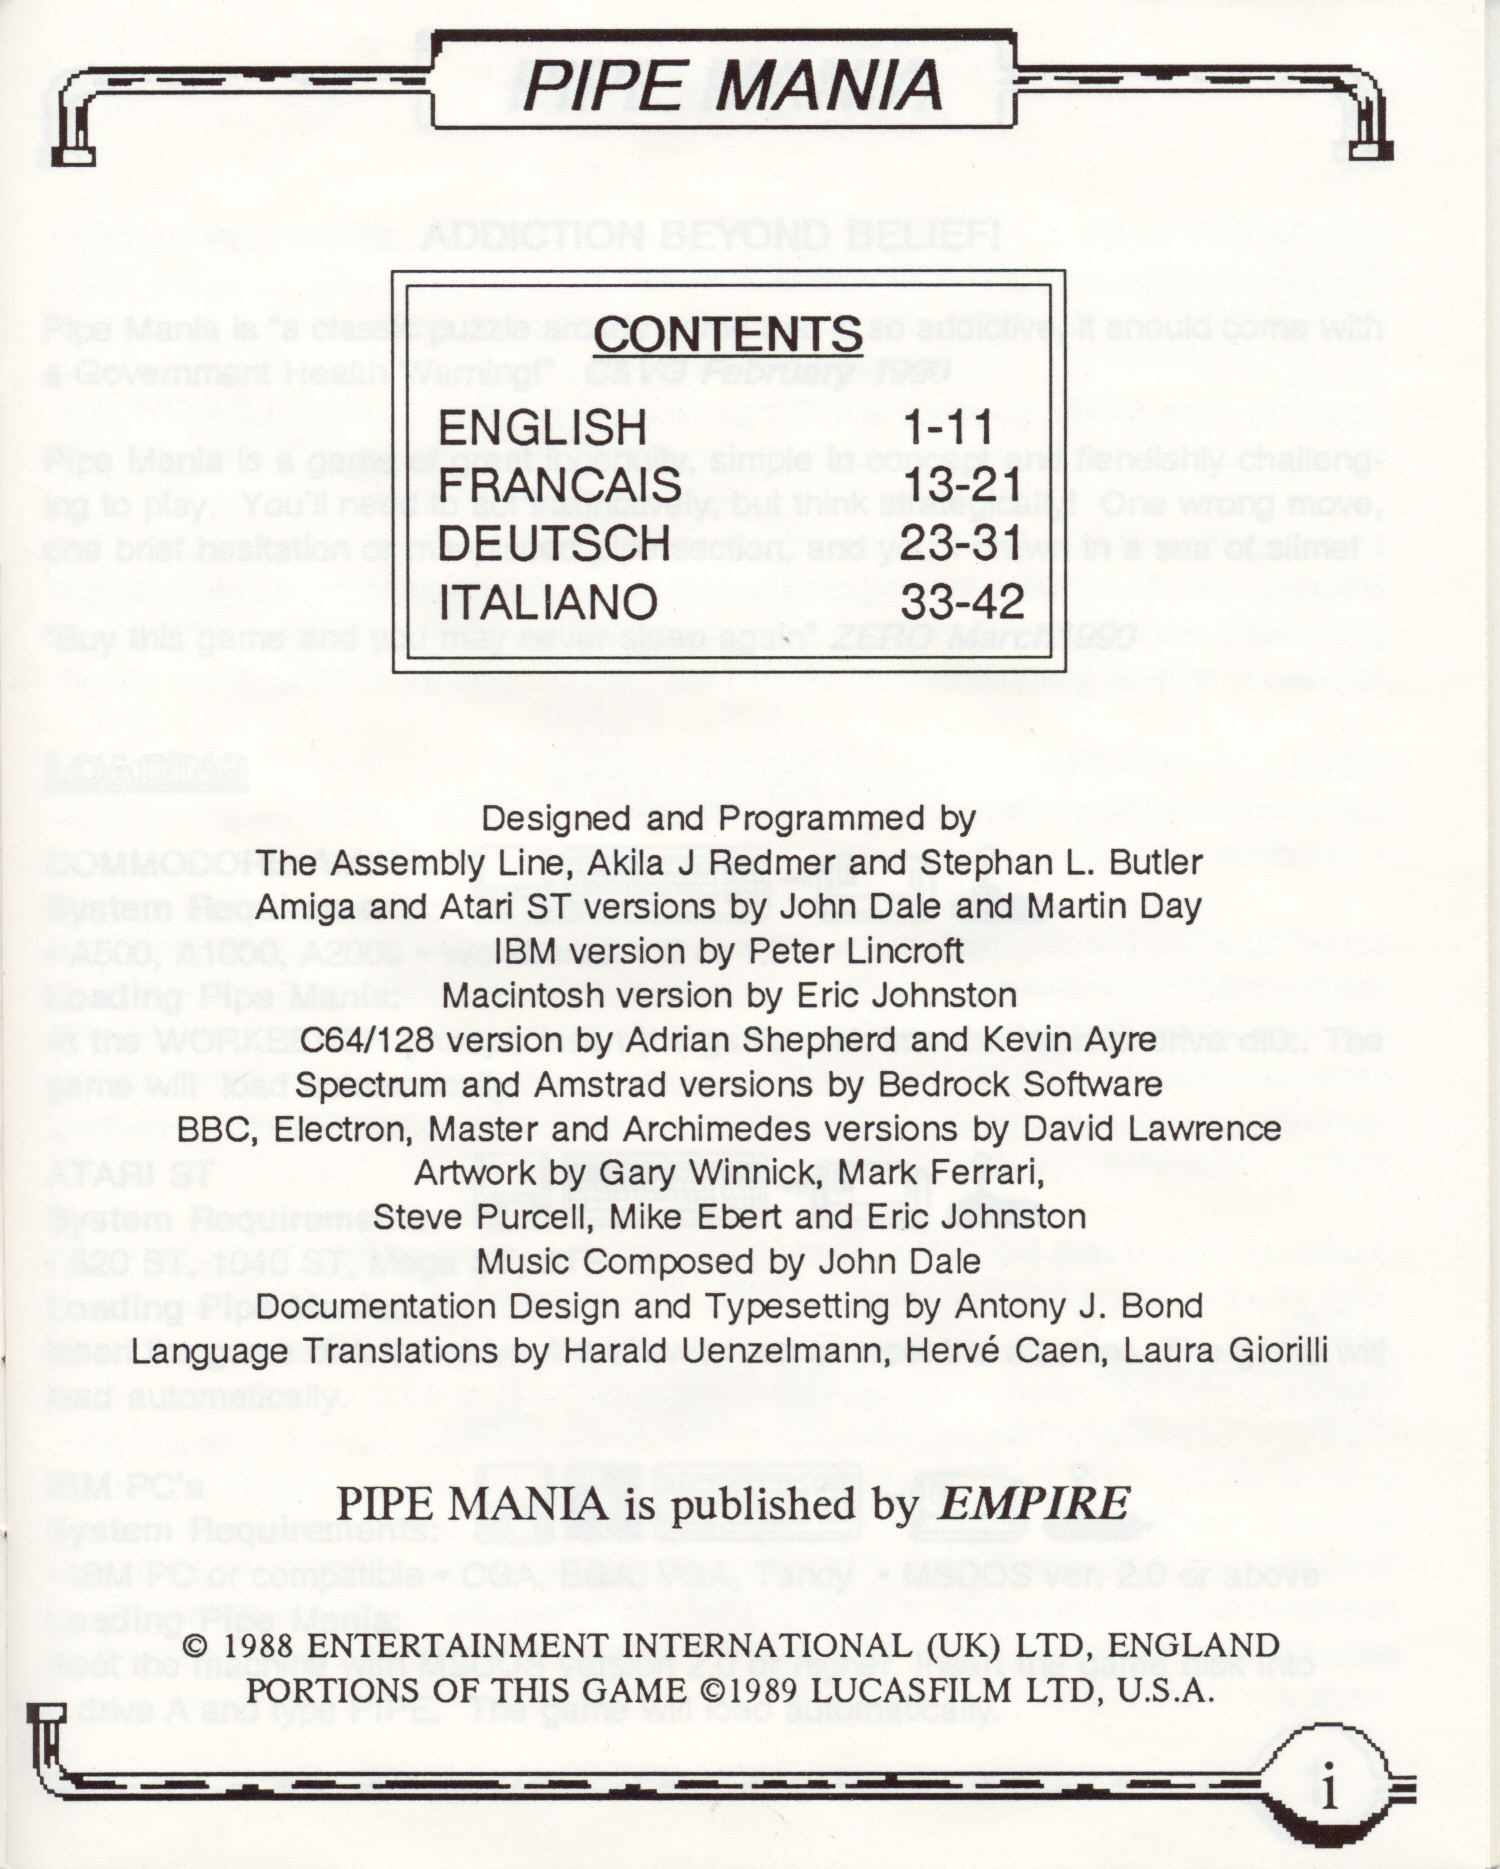 PIPE MANIA
CONTENTS
ENGLISH 1-11
FRANCAIS 13-21
DEUTSCH 23-31
ITALIANO 33-42
Designed and Programmed by
The Assembly Line, Akila J Redmer and Stephan L. Butler
Amiga and Atari ST versions by John Dale and Martin Day
IBM version by Peter Lincroft
Macintosh version by Eric Johnston
C64/128 version by Adrian Shepherd and Kevin Ayre
Spectrum and Amstrad versions by Bedrock Software
BBC, Electron, Master and Archimedes versions by David Lawrence
Artwork by Gary Winnick, Mark Ferrari,
Steve Purcell, Mike Ebert and Eric Johnston
Music Composed by John Dale
Documentation Design and Typesetting by Antony J. Bond
Language Translations by Harald Uenzelmann, Hervé Caen, Laura Giorilli
PIPE MANIA is published by EMPIRE
© 1988 ENTERTAINMENT INTERNATIONAL (UK) LTD, ENGLAND
PORTIONS OF THIS GAME ©1989 LUCASFILM LTD, U.S.A.
i